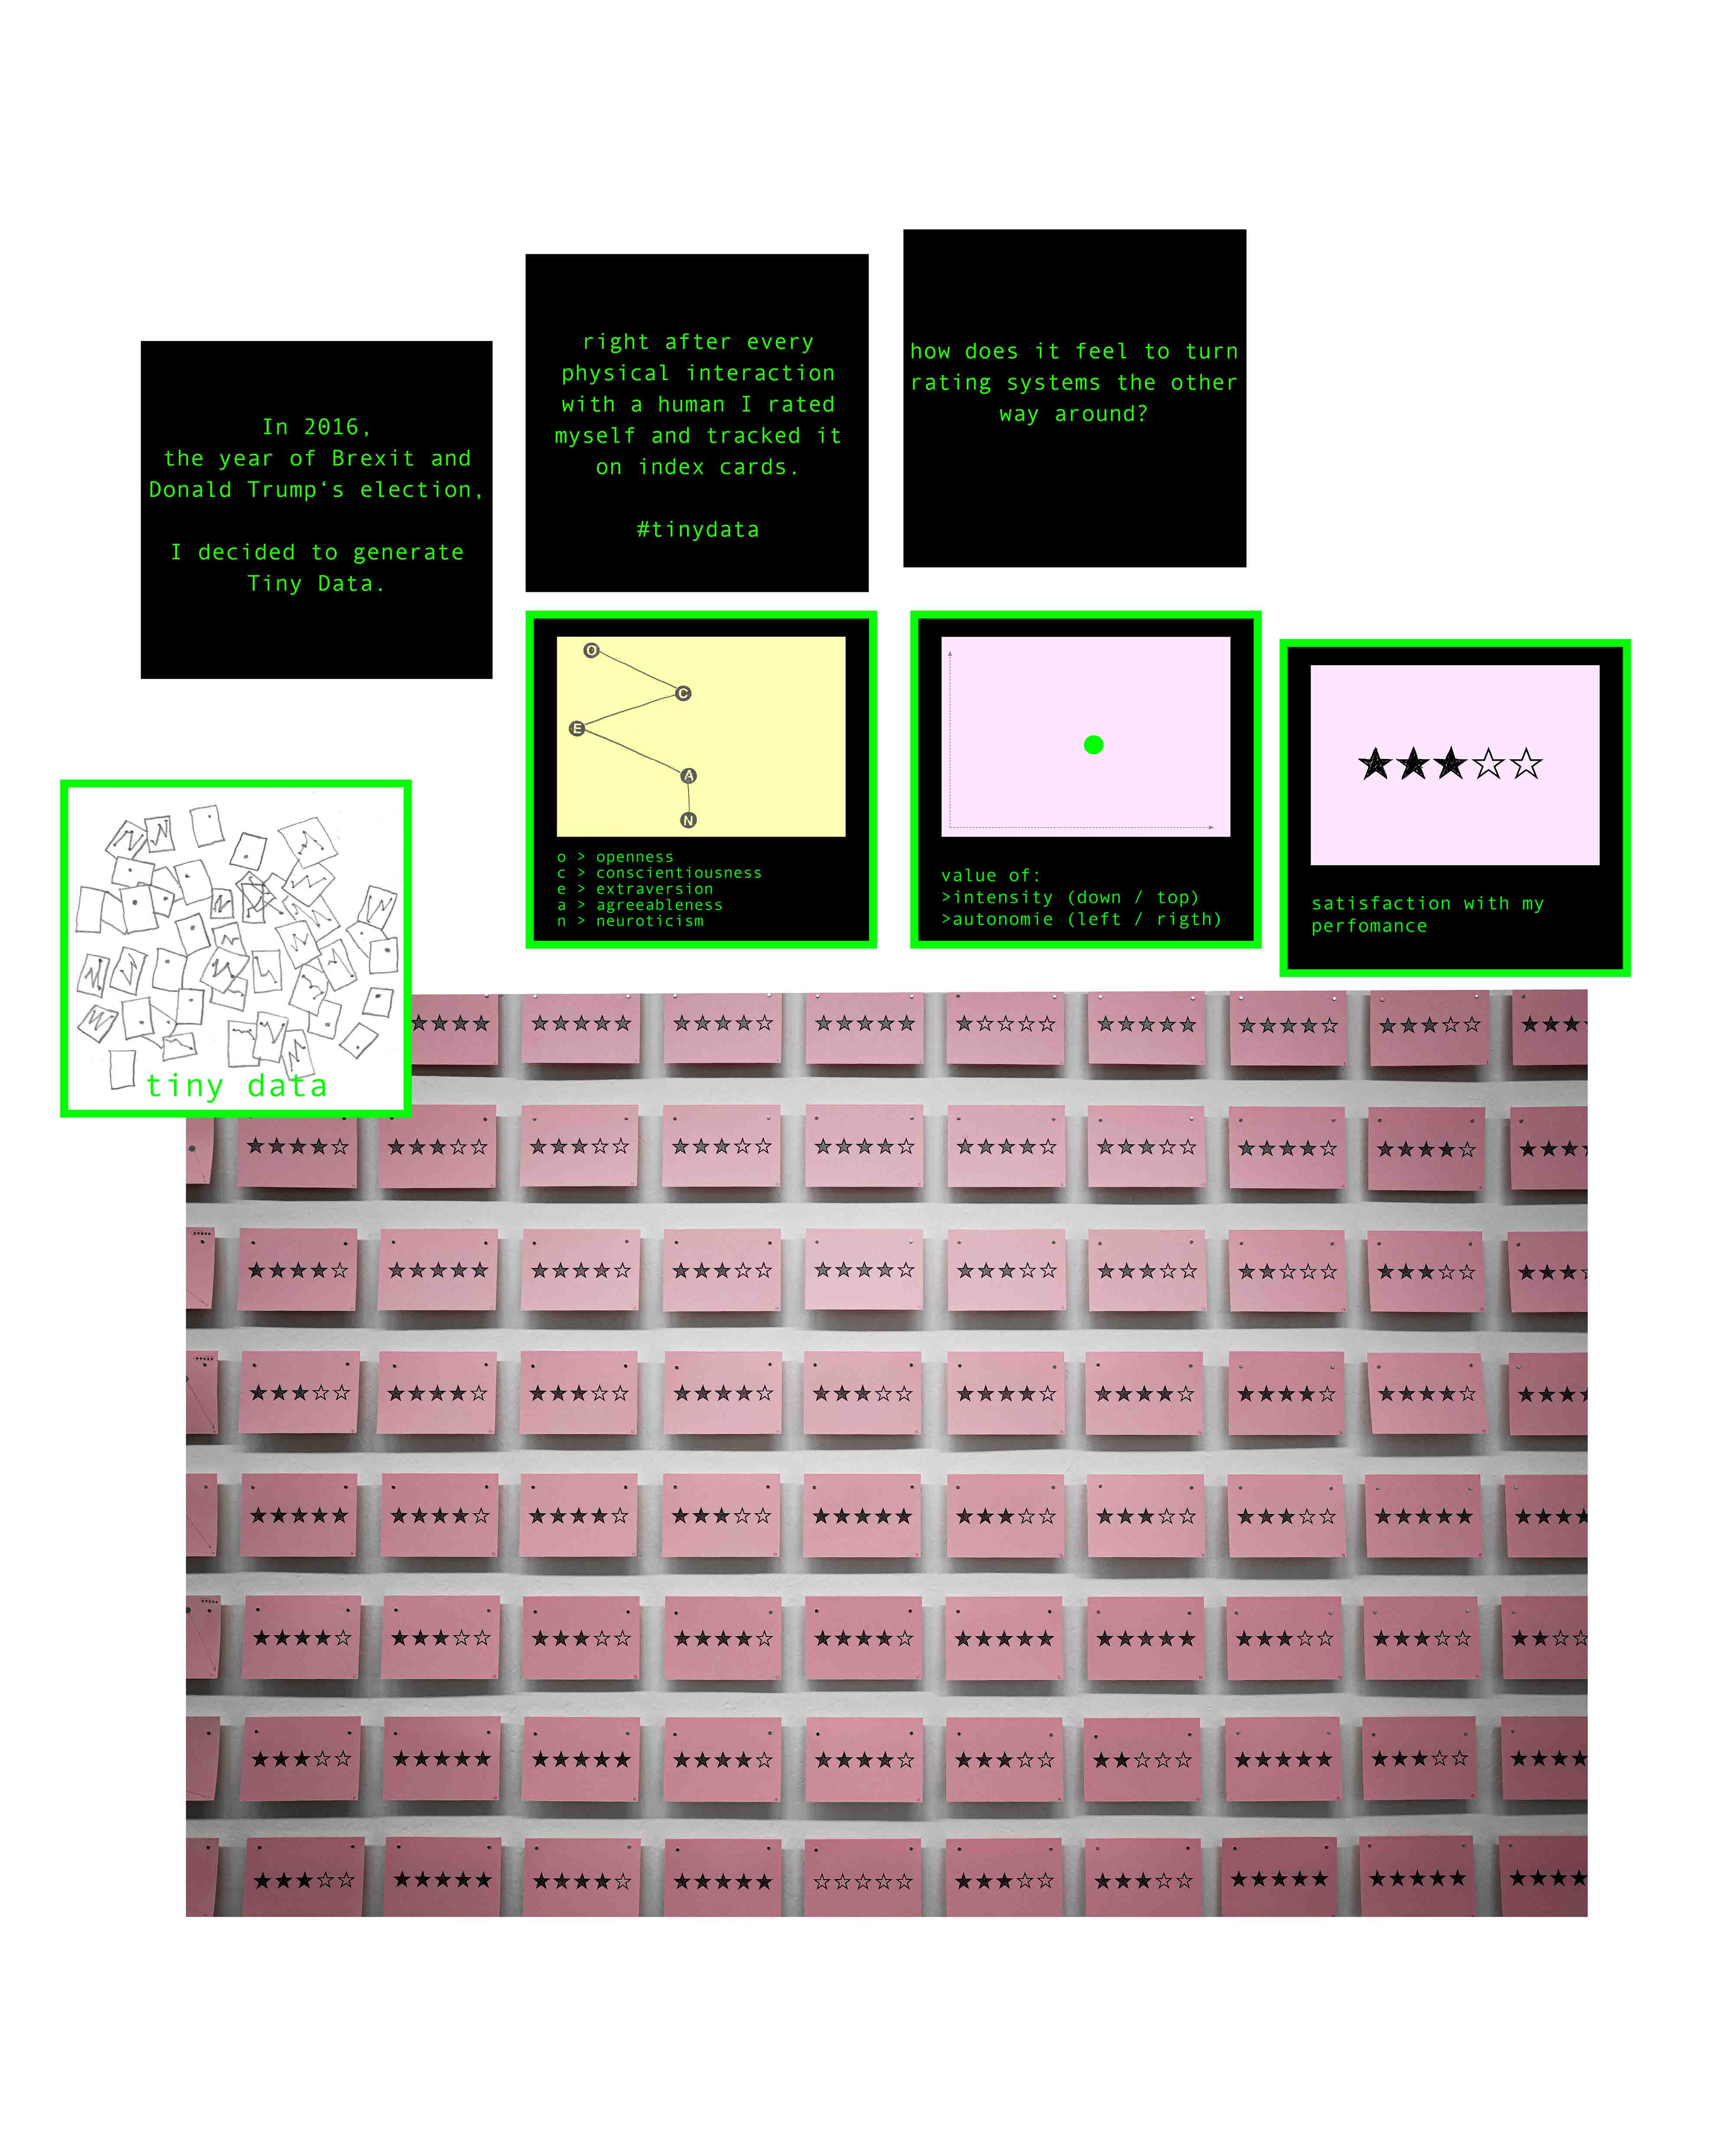 In 2016,
the year of Brexit and
Donald Trump‘s election,
I decided to generate
Tiny Data.
right after every
physical interaction
with a human I rated
myself and tracked it
on index cards.
#tinydata
how does it feel to turn
rating systems the other
way around?
O
C
E
A
N
o > openness
c > conscientiousness
e > extraversion
a > agreeableness
n > neuroticism
value of:
>intensity (down / top)
>autonomie (left / rigth)
satisfaction with my
perfomance
tiny data